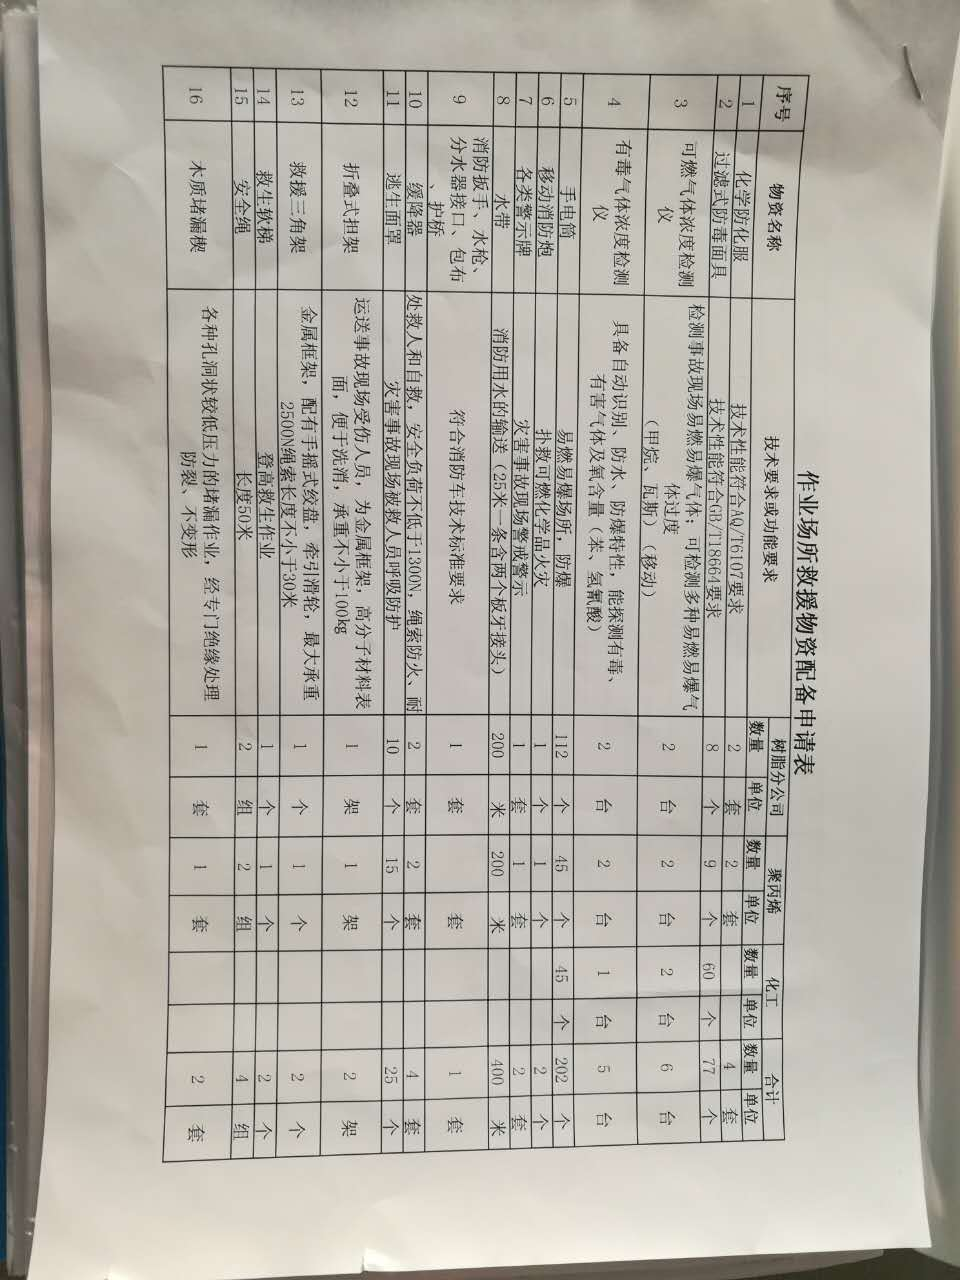 作业场所救援物资配备申请表
序号 物资名称 技术要求或功能要求 树脂分公司 聚丙烯 化工 合计
数量 单位 数量 单位 数量 单位 数量 单位
1 化学防化服 技术性能符合AQ/T6107要求 2 套 2 套 4 套
2 过滤式防毒面具 技术性能符合GB/T18664要求 8 个 9 个 60 个 77 个
3 可燃气体浓度检测仪 检测事故现场易燃易爆气体；可检测多种易燃易爆气体过度（甲烷、瓦斯）（移动） 2 台 2 台 2 台 6 台
4 有毒气体浓度检测仪 具备自动识别、防水、防爆特性，能探测有毒、有害气体及氧含量（苯、氢氰酸） 2 台 2 台 1 台 5 台
5 手电筒 易燃易爆场所，防爆 112 个 45 个 45 个 202 个
6 移动消防炮 扑救可燃化学品火灾 1 个 1 个 2 个
7 各类警示牌 灾害事故现场警戒警示 1 套 1 套 2 套
8 水带 消防用水的输送（25米一条含两个板牙接头） 200 米 200 米 400 米
9 消防扳手、水枪、分水器接口、包布、护桥 符合消防车技术标准要求 1 套 套 1 套
10 缓降器 处救人和自救，安全负荷不低于1300N，绳索防火、耐 2 套 2 套 4 套
11 逃生面罩 灾害事故现场被救人员呼吸防护 10 个 15 个 25 个
12 折叠式担架 运送事故现场受伤人员，为金属框架，高分子材料表面，便于洗消，承重不小于100kg 1 架 1 架 2 架
13 救援三角架 金属框架，配有手摇式绞盘，牵引滑轮，最大承重2500N绳索长度不小于30米 1 个 1 个 2 个
14 救生软梯 登高救生作业 1 个 1 个 2 个
15 安全绳 长度50米 2 组 2 组 4 组
16 木质堵漏楔 各种孔洞状较低压力的堵漏作业，经专门绝缘处理防裂、不变形 1 套 1 套 2 套